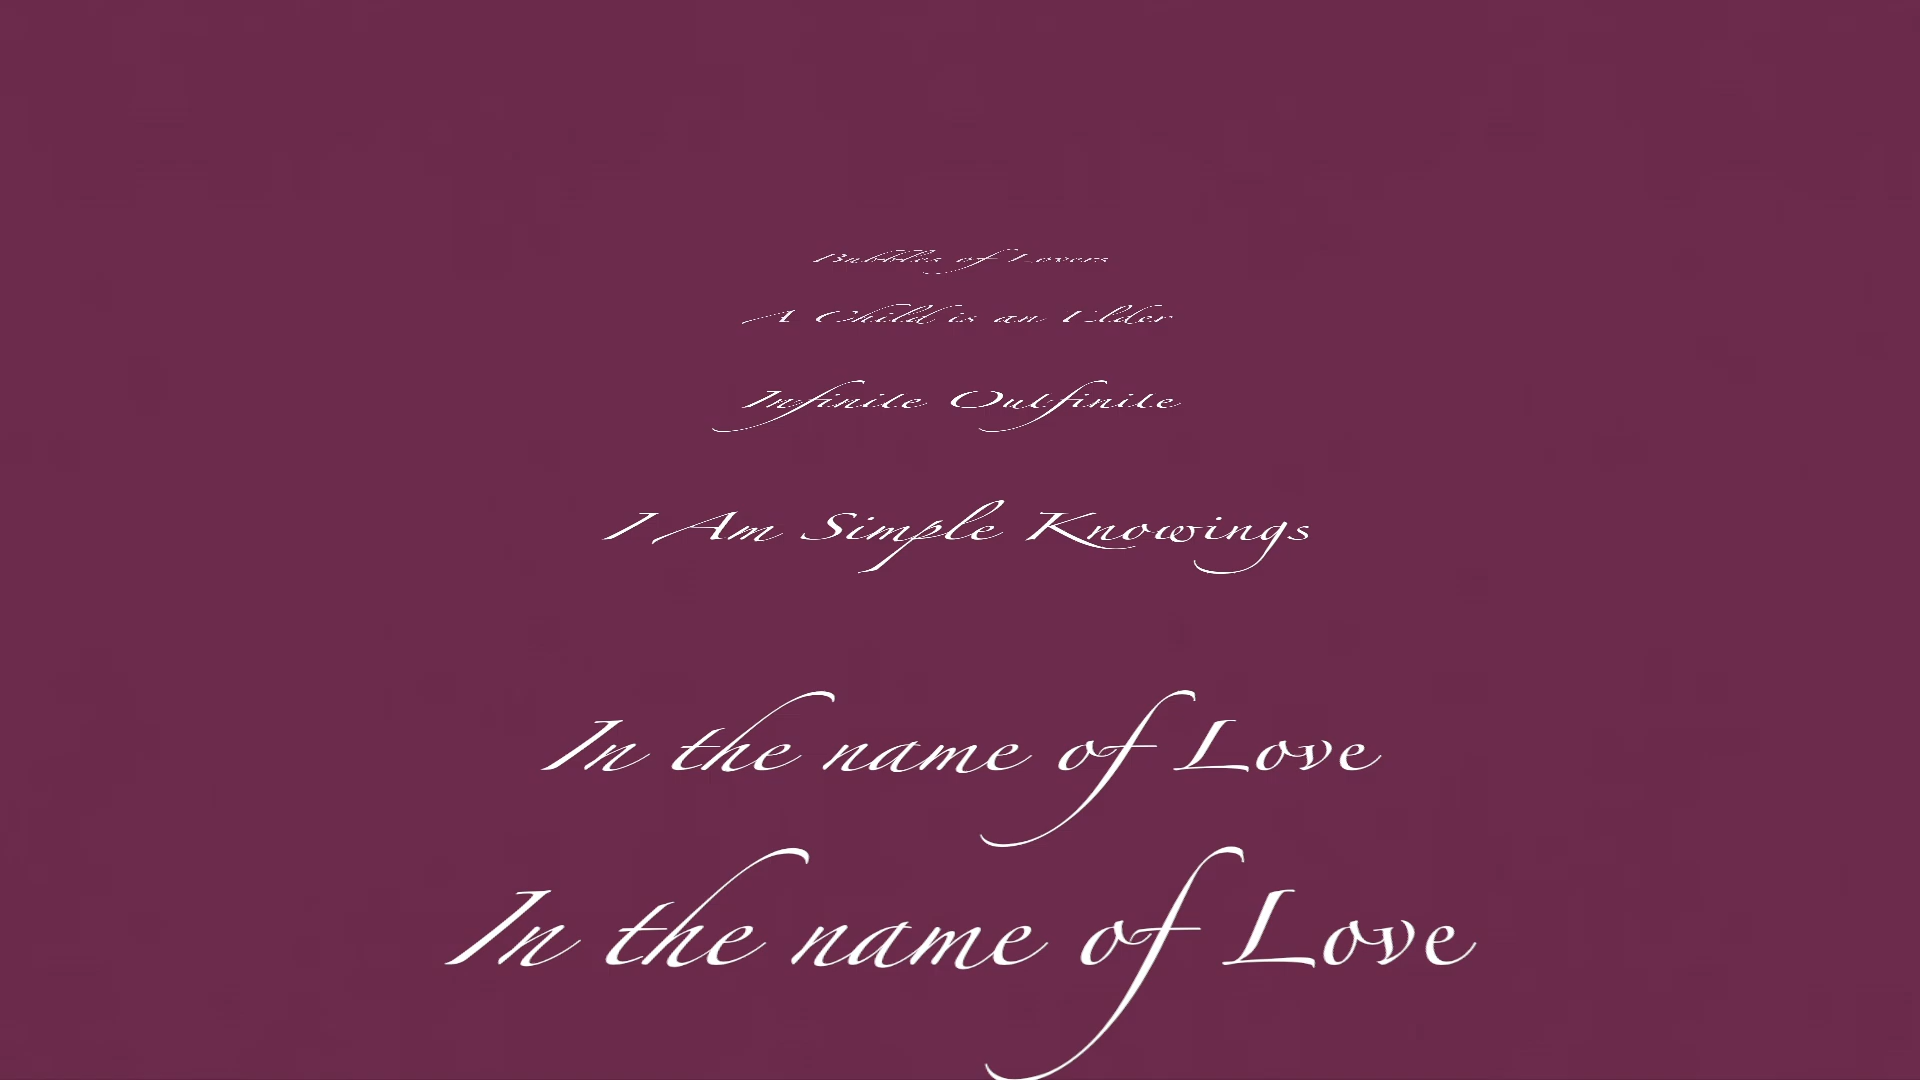 Bubbles of Lovers
A Child is an Elder
Infinite Outfinite
I Am Simple Knowings
In the name of Love
In the name of Love